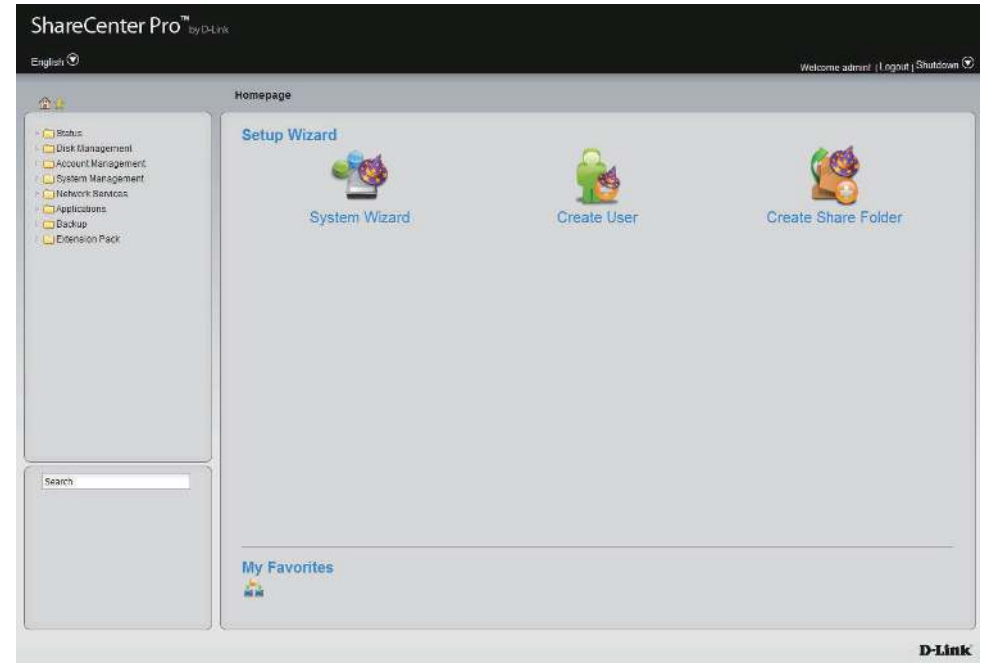 ShareCenter Pro™ by D-Link
English
Welcome admin! | Logout | Shutdown
Homepage
Status
Disk Management
Account Management
System Management
Network Services
Applications
Backup
Extension Pack
Search
Setup Wizard
System Wizard
Create User
Create Share Folder
My Favorites
D-Link